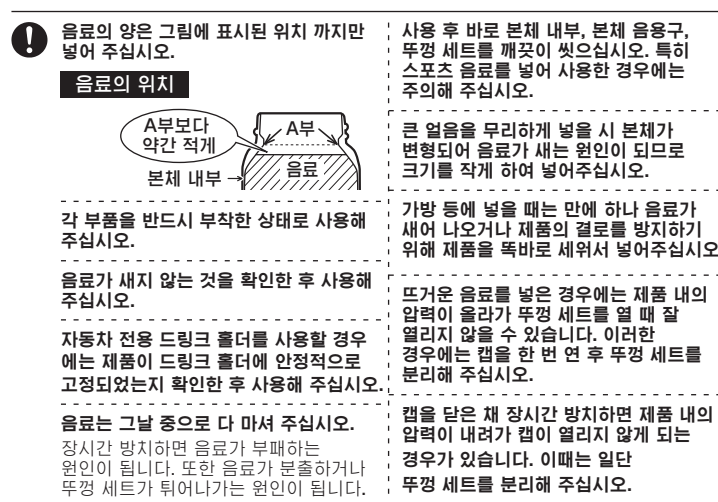 음료의 양은 그림에 표시된 위치 까지만
넣어 주십시오.
음료의 위치
A부보다
약간 적게
A부
음료
본체 내부
각 부품을 반드시 부착한 상태로 사용해
주십시오.
음료가 새지 않는 것을 확인한 후 사용해
주십시오.
자동차 전용 드링크 홀더를 사용할 경우
에는 제품이 드링크 홀더에 안정적으로
고정되었는지 확인한 후 사용해 주십시오.
음료는 그날 중으로 다 마셔 주십시오.
장시간 방치하면 음료가 부패하는
원인이 됩니다. 또한 음료가 분출하거나
뚜껑 세트가 튀어나가는 원인이 됩니다.
사용 후 바로 본체 내부, 본체 음용구,
뚜껑 세트를 깨끗이 씻으십시오. 특히
스포츠 음료를 넣어 사용한 경우에는
주의해 주십시오.
큰 얼음을 무리하게 넣을 시 본체가
변형되어 음료가 새는 원인이 되므로
크기를 작게 하여 넣어주십시오.
가방 등에 넣을 때는 만에 하나 음료가
새어 나오거나 제품의 결로를 방지하기
위해 제품을 똑바로 세워서 넣어주십시오
뜨거운 음료를 넣은 경우에는 제품 내의
압력이 올라가 뚜껑 세트를 열 때 잘
열리지 않을 수 있습니다. 이러한
경우에는 캡을 한 번 연 후 뚜껑 세트를
분리해 주십시오.
캡을 닫은 채 장시간 방치하면 제품 내의
압력이 내려가 캡이 열리지 않게 되는
경우가 있습니다. 이때는 일단
뚜껑 세트를 분리해 주십시오.